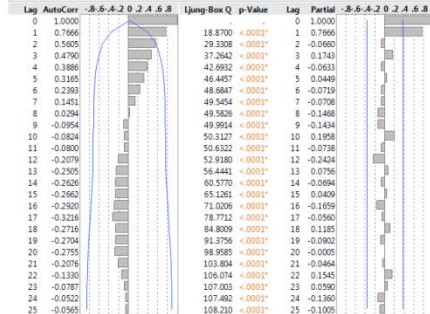 Lag AutoCorr -.8-.6-.4-.2 0 .2 .4 .6 .8 Ljung-Box Q p-Value Lag Partial -.8-.6-.4-.2 0 .2 .4 .6 .8
0 1.0000 . . 0 1.0000
1 0.7666 18.8700 <.0001* 1 0.7666
2 0.5605 29.3308 <.0001* 2 -0.0660
3 0.4790 37.2642 <.0001* 3 0.1743
4 0.3886 42.6932 <.0001* 4 -0.0633
5 0.3165 46.4457 <.0001* 5 0.0449
6 0.2393 48.6847 <.0001* 6 -0.0719
7 0.1451 49.5454 <.0001* 7 -0.0708
8 0.0294 49.5826 <.0001* 8 -0.1468
9 -0.0954 49.9914 <.0001* 9 -0.1434
10 -0.0824 50.3127 <.0001* 10 0.1958
11 -0.0800 50.6322 <.0001* 11 -0.0738
12 -0.2079 52.9180 <.0001* 12 -0.2424
13 -0.2505 56.4441 <.0001* 13 0.0756
14 -0.2626 60.5770 <.0001* 14 -0.0694
15 -0.2662 65.1261 <.0001* 15 0.0409
16 -0.2920 71.0206 <.0001* 16 -0.1659
17 -0.3216 78.7712 <.0001* 17 -0.0560
18 -0.2716 84.8009 <.0001* 18 0.1185
19 -0.2704 91.3756 <.0001* 19 -0.0902
20 -0.2755 98.9585 <.0001* 20 -0.0005
21 -0.2076 103.804 <.0001* 21 -0.0464
22 -0.1330 106.074 <.0001* 22 0.1545
23 -0.0787 107.003 <.0001* 23 0.0590
24 -0.0522 107.492 <.0001* 24 -0.1360
25 -0.0565 108.210 <.0001* 25 -0.1004